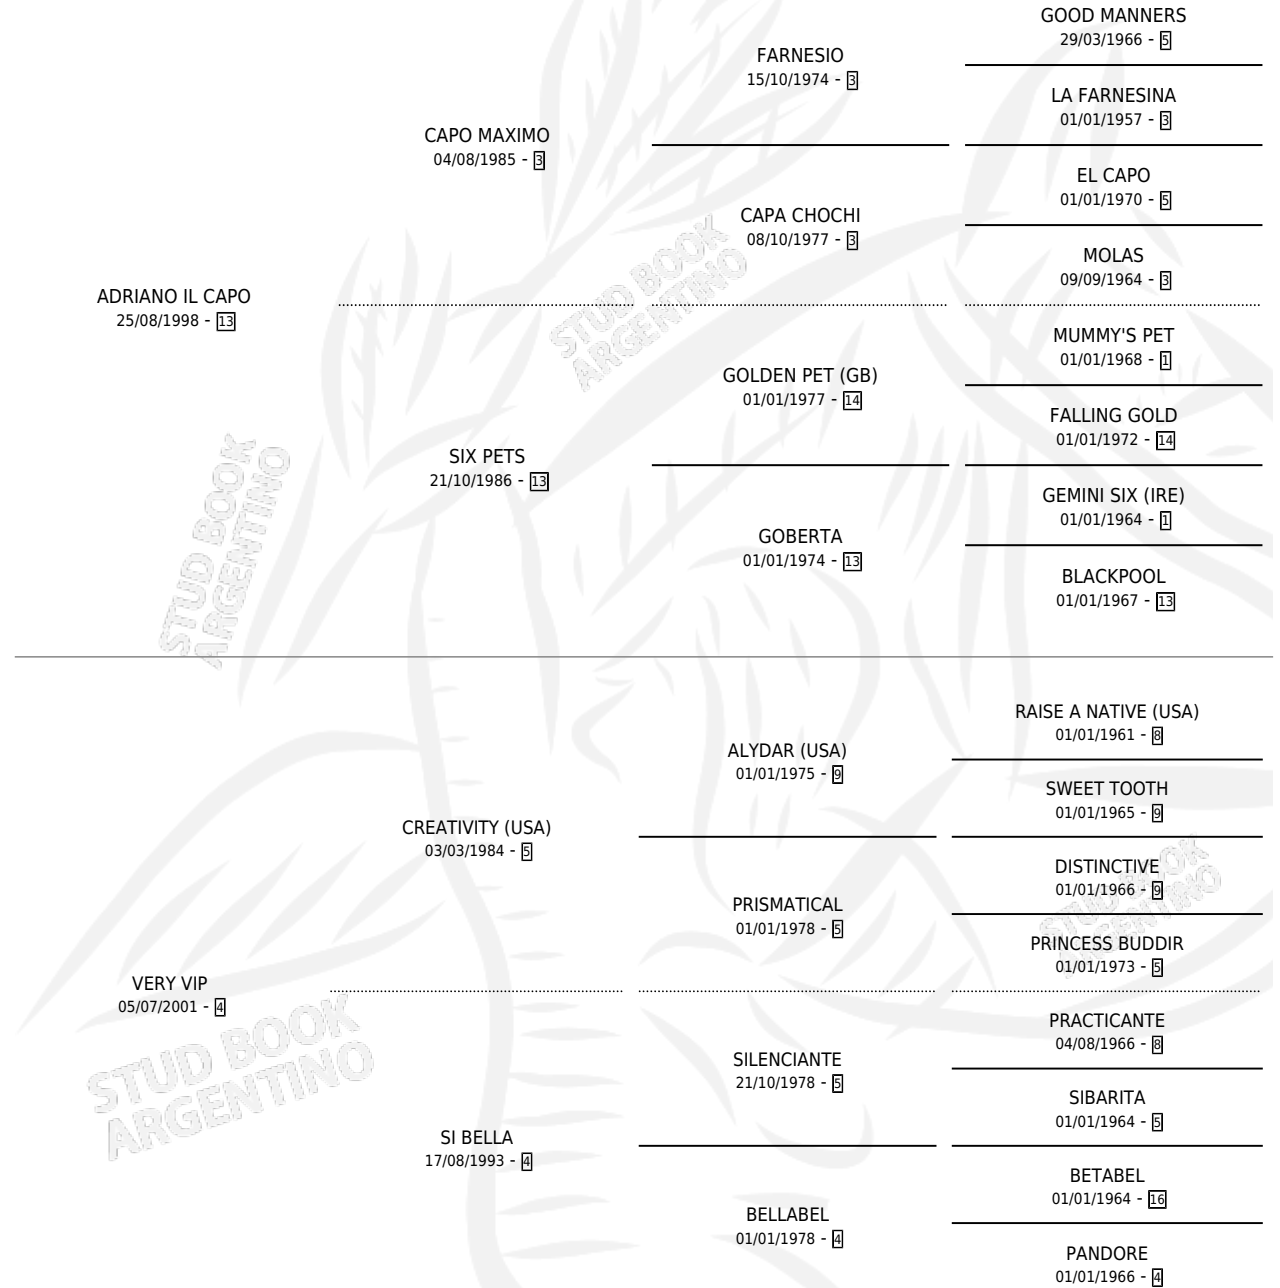 GOOD MANNERS
29/03/1966 - 5
FARNESIO
15/10/1974 - 3
LA FARNESINA
01/01/1957 - 3
CAPO MAXIMO
04/08/1985 - 3
EL CAPO
01/01/1970 - 5
CAPA CHOCHI
08/10/1977 - 3
MOLAS
09/09/1964 - 3
ADRIANO IL CAPO
25/08/1998 - 13
STUD BOOK
ARGENTINO
MUMMY'S PET
01/01/1968 - 1
GOLDEN PET (GB)
01/01/1977 - 14
FALLING GOLD
01/01/1972 - 14
SIX PETS
21/10/1986 - 13
GEMINI SIX (IRE)
01/01/1964 - 1
GOBERTA
01/01/1974 - 13
BLACKPOOL
01/01/1967 - 13
STUD BOOK
ARGENTINO
RAISE A NATIVE (USA)
01/01/1961 - 8
ALYDAR (USA)
01/01/1975 - 9
SWEET TOOTH
01/01/1965 - 9
CREATIVITY (USA)
03/03/1984 - 5
DISTINCTIVE
01/01/1966 - 9
PRISMATICAL
01/01/1978 - 5
PRINCESS BUDDIR
01/01/1973 - 5
STUD BOOK
ARGENTINO
VERY VIP
05/07/2001 - 4
PRACTICANTE
04/08/1966 - 8
SILENCIANTE
21/10/1978 - 5
SIBARITA
01/01/1964 - 5
STUD BOOK
ARGENTINO
SI BELLA
17/08/1993 - 4
BETABEL
01/01/1964 - 16
BELLABEL
01/01/1978 - 4
PANDORE
01/01/1966 - 4